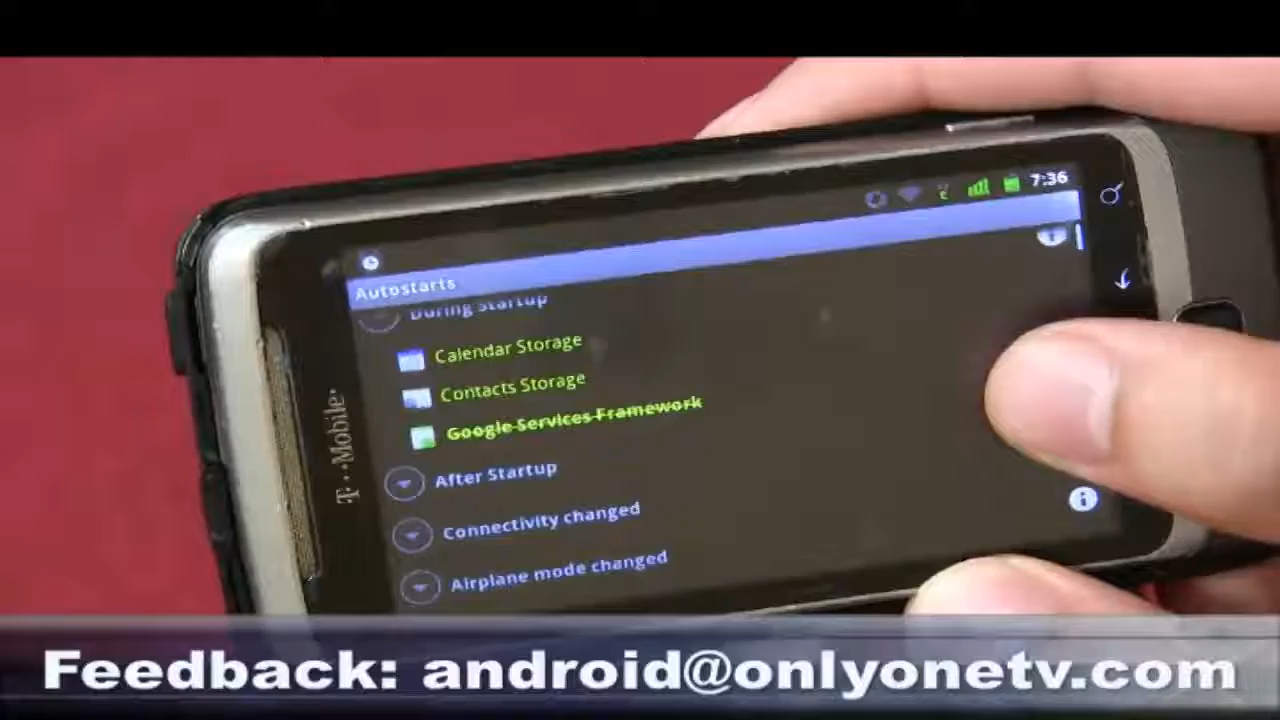 7:36
Autostarts
During Startup
Calendar Storage
Contacts Storage
Google Services Framework
After Startup
Connectivity changed
Airplane mode changed
T··Mobile·
Feedback: android@onlyonetv.com